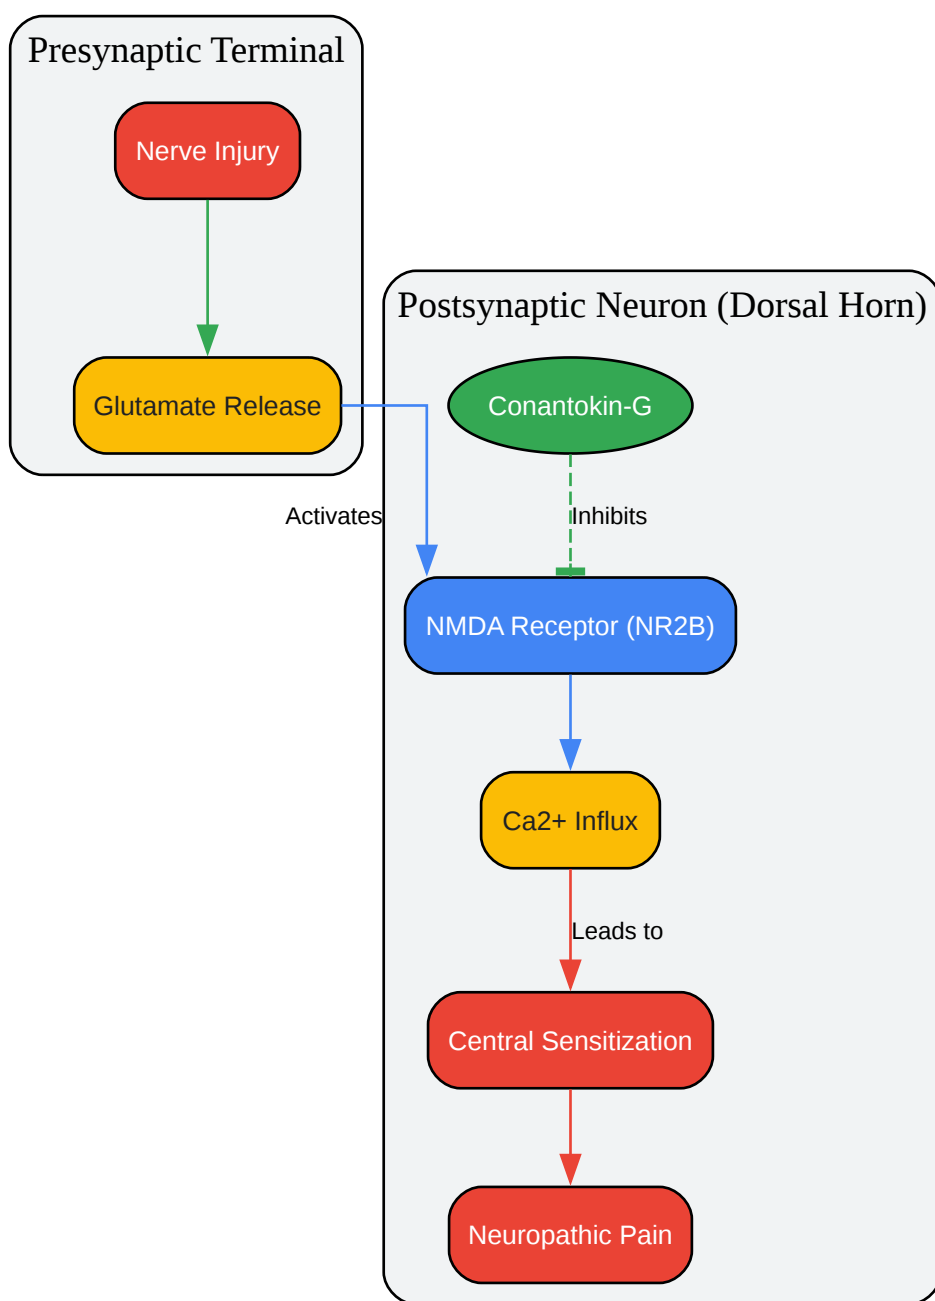 Presynaptic Terminal
Nerve Injury
Glutamate Release
Activates
Postsynaptic Neuron (Dorsal Horn)
Conantokin-G
Inhibits
NMDA Receptor (NR2B)
Ca2+ Influx
Leads to
Central Sensitization
Neuropathic Pain